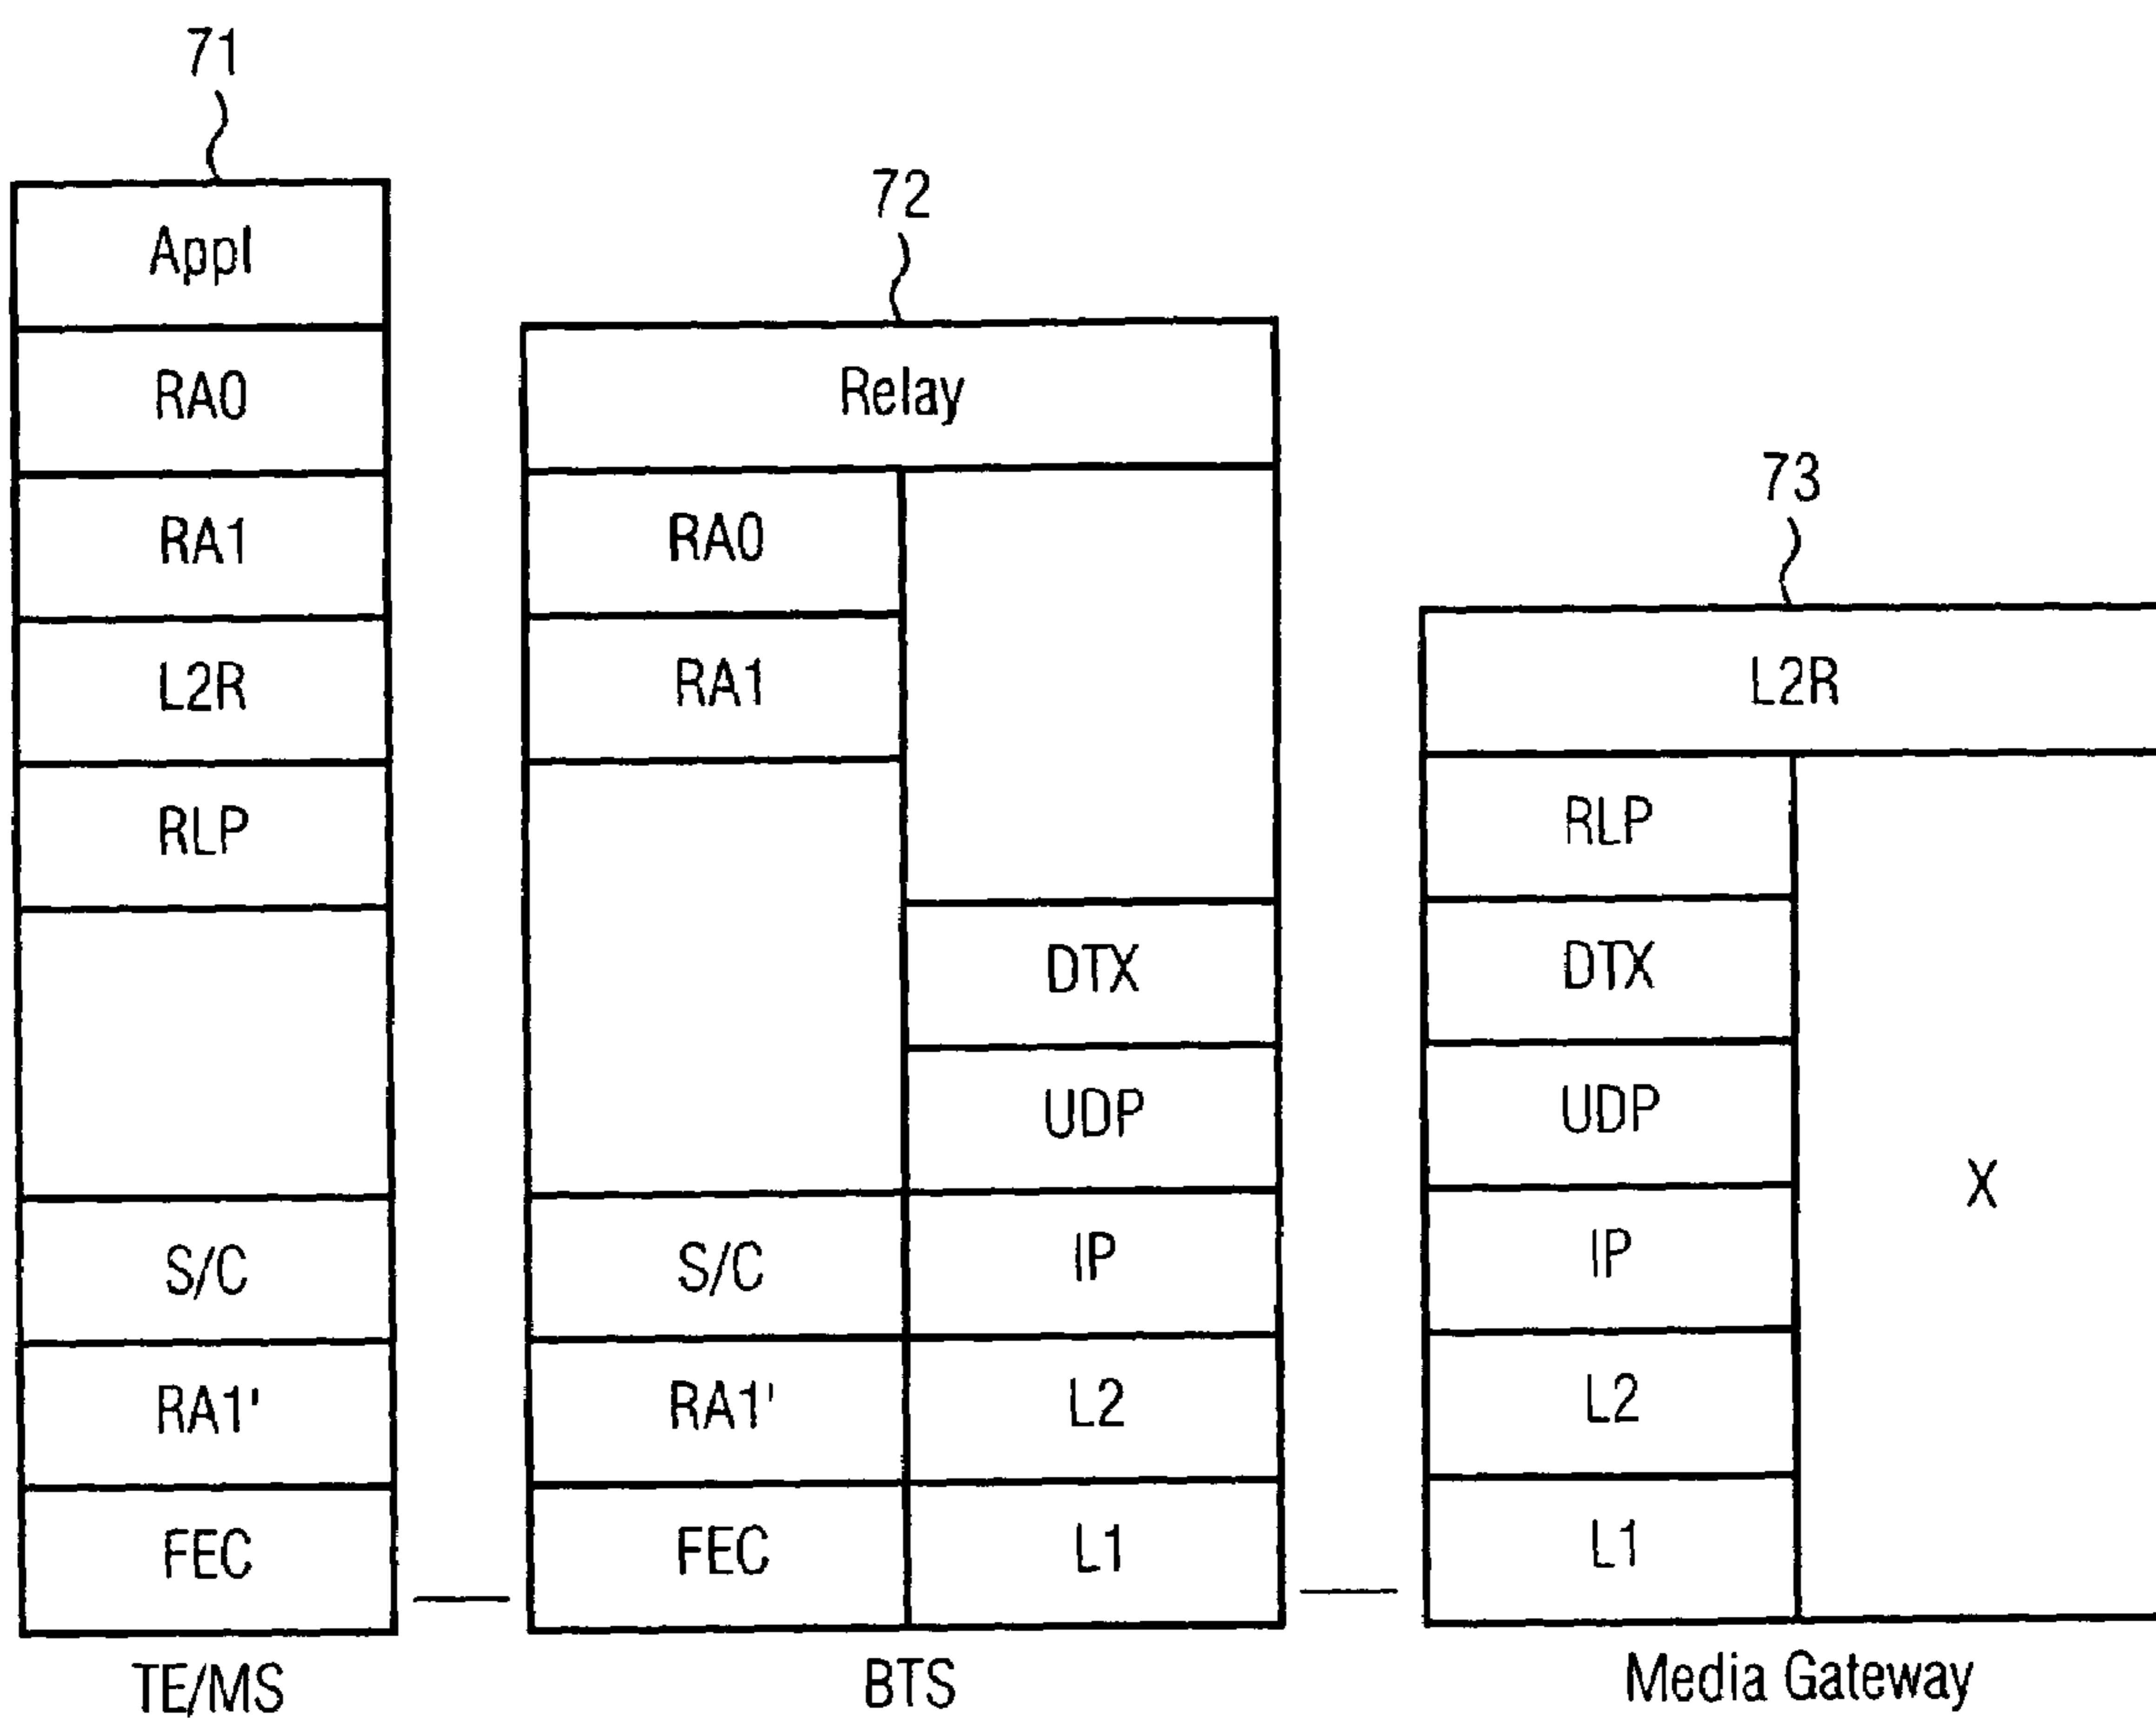 71
Appl
RA0
RA1
L2R
RLP
S/C
RA1'
FEC
TE/MS
72
Relay
RA0
RA1
S/C
RA1'
FEC
DTX
UDP
IP
L2
L1
BTS
73
L2R
RLP
DTX
UDP
IP
L2
L1
X
Media Gateway